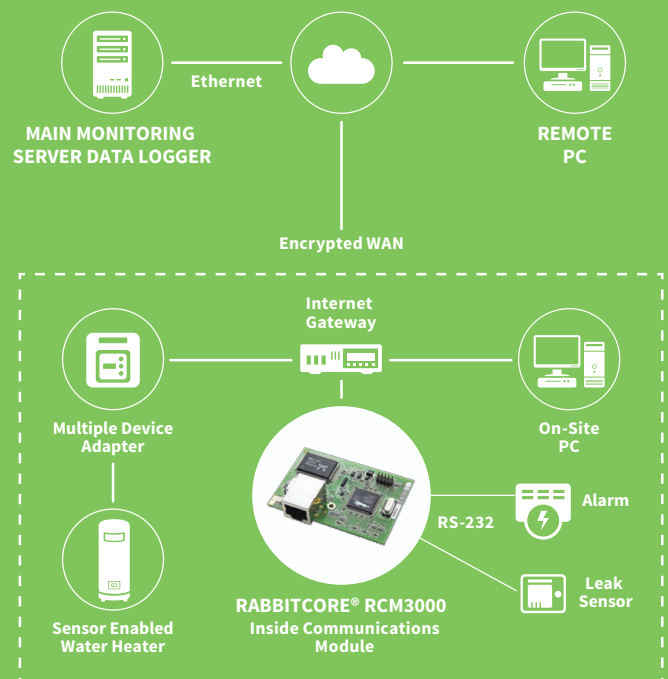 Ethernet
MAIN MONITORING
SERVER DATA LOGGER
REMOTE
PC
Encrypted WAN
Internet
Gateway
Multiple Device
Adapter
On-Site
PC
RS-232
Alarm
Leak
Sensor
Sensor Enabled
Water Heater
RABBITCORE® RCM3000
Inside Communications
Module